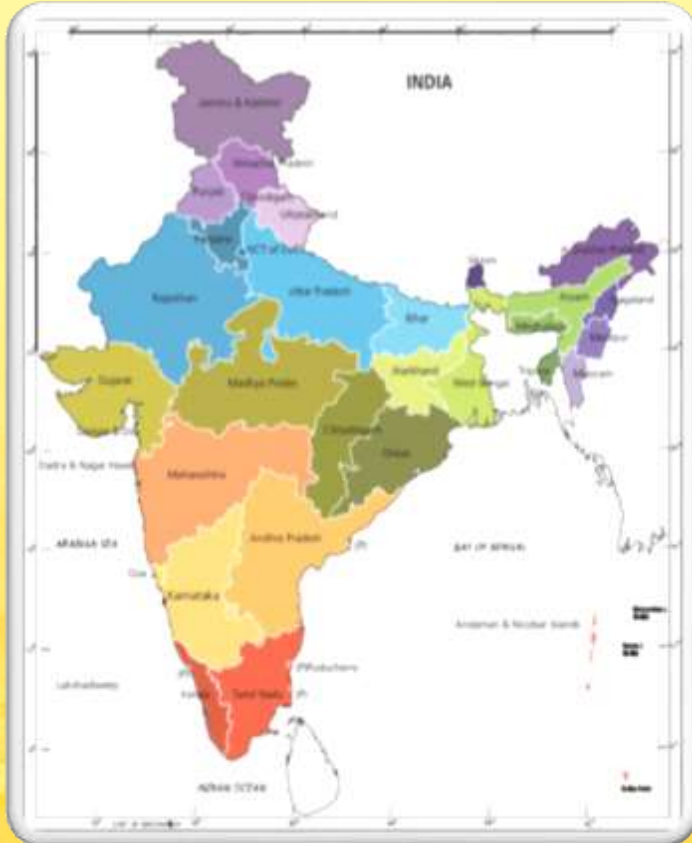 INDIA
Jammu & Kashmir
Himachal Pradesh
Punjab
Chandigarh
Uttarakhand
Haryana
NCT of Delhi
Rajasthan
Uttar Pradesh
Bihar
Sikkim
Arunachal Pradesh
Assam
Nagaland
Meghalaya
Manipur
Tripura
Mizoram
Gujarat
Madhya Prades
Jharkhand
West Bengal
Chhattisgarh
Orissa
Dadra & Nagar Haveli
Maharashtra
ARABIAN SEA
Andhra Pradesh
(P)
BAY OF BENGAL
Goa
Karnataka
Andaman & Nicobar Islands
Lakshadweep
(P)
Puducherry
(P)
Kerala
Tamil Nadu
(P)
INDIAN OCEAN